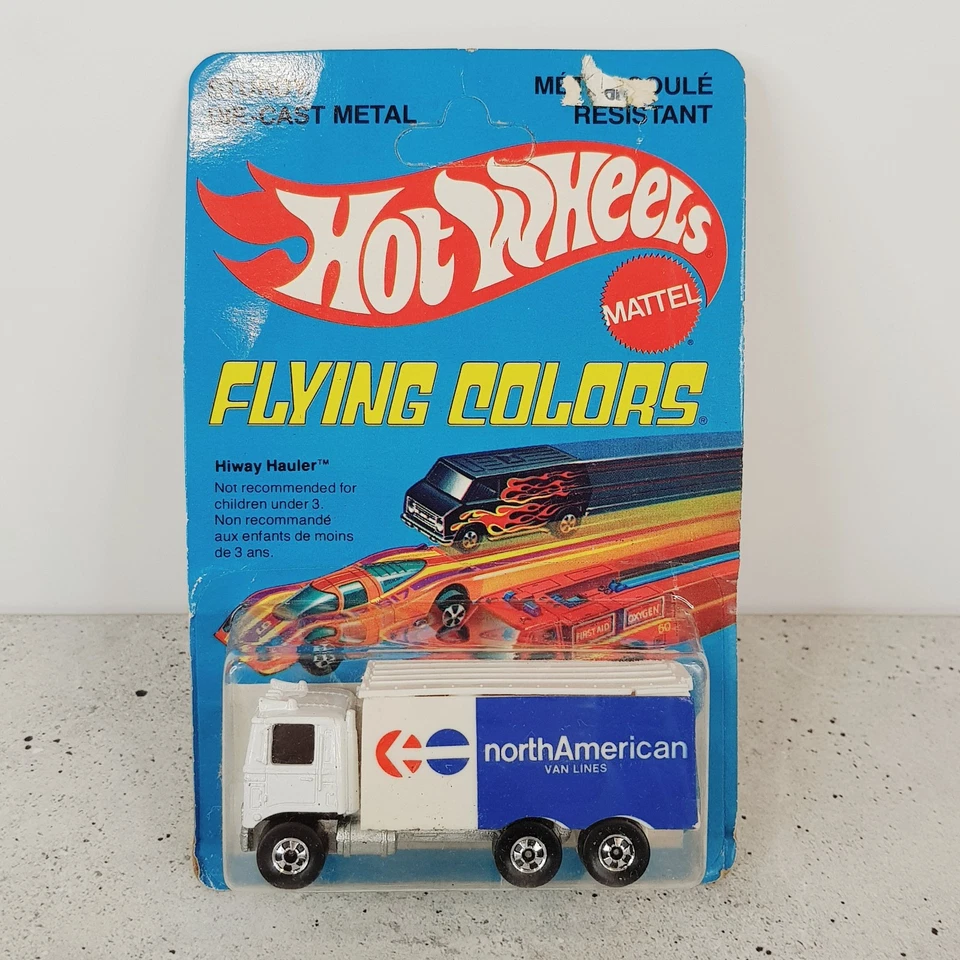 DIE-CAST METAL
RESISTANT
Hot Wheels
MATTEL
®
FLYING COLORS®
Hiway Hauler™
Not recommended for
children under 3.
Non recommandé
aux enfants de moins
de 3 ans.
FIRST AID
OXYGEN
northAmerican
VAN LINES